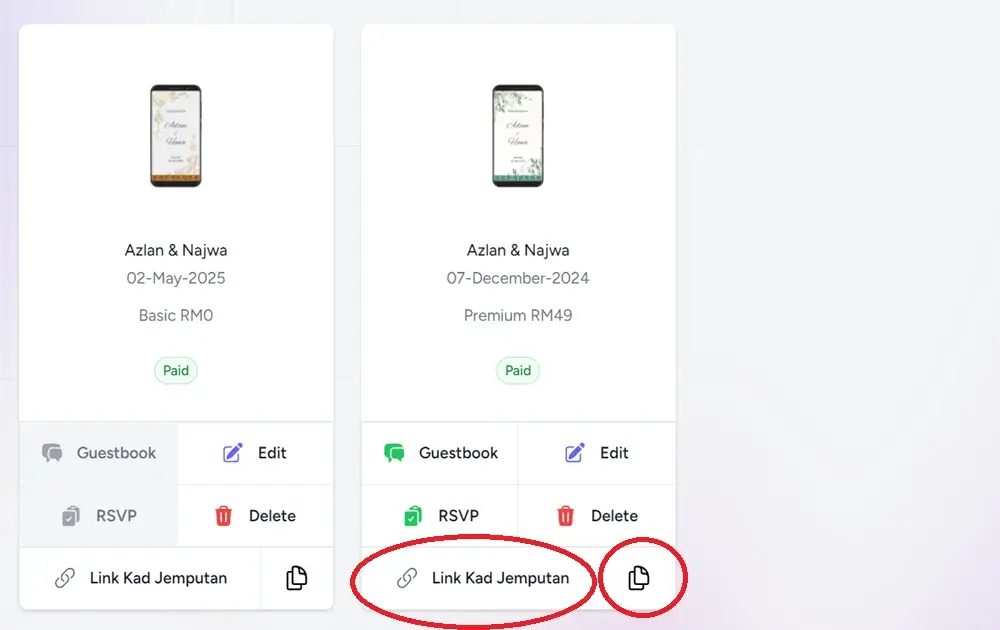 Azlan & Najwa
02-May-2025
Basic RM0
Paid
Guestbook
Edit
RSVP
Delete
Link Kad Jemputan
Azlan & Najwa
07-December-2024
Premium RM49
Paid
Guestbook
Edit
RSVP
Delete
Link Kad Jemputan